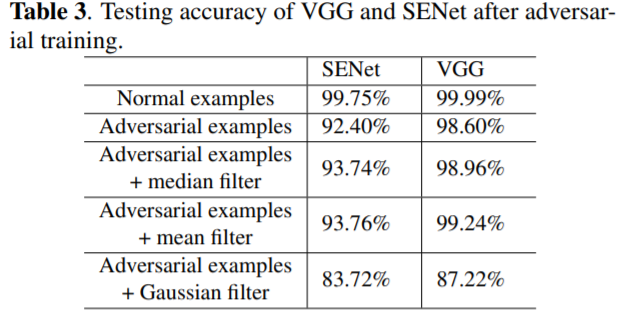 Table 3. Testing accuracy of VGG and SENet after adversar-
ial training.
SENet VGG
Normal examples 99.75% 99.99%
Adversarial examples 92.40% 98.60%
Adversarial examples
+ median filter 93.74% 98.96%
Adversarial examples
+ mean filter 93.76% 99.24%
Adversarial examples
+ Gaussian filter 83.72% 87.22%